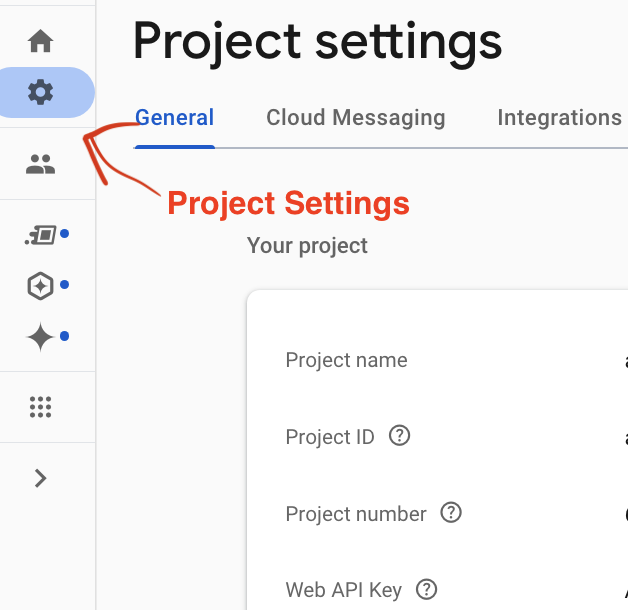 Project settings
General Cloud Messaging Integrations
Project Settings
Your project
Project name
Project ID
Project number
Web API Key